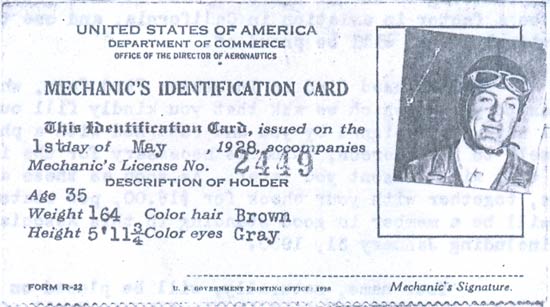 UNITED STATES OF AMERICA
DEPARTMENT OF COMMERCE
OFFICE OF THE DIRECTOR OF AERONAUTICS
MECHANIC'S IDENTIFICATION CARD
This Identification Card, issued on the
1st day of May , 1928, accompanies
Mechanic's License No. 2449
DESCRIPTION OF HOLDER
Age 35
Weight 164 Color hair Brown
Height 5'11¾ Color eyes Gray
FORM R-22 U. S. GOVERNMENT PRINTING OFFICE: 1928 Mechanic's Signature.